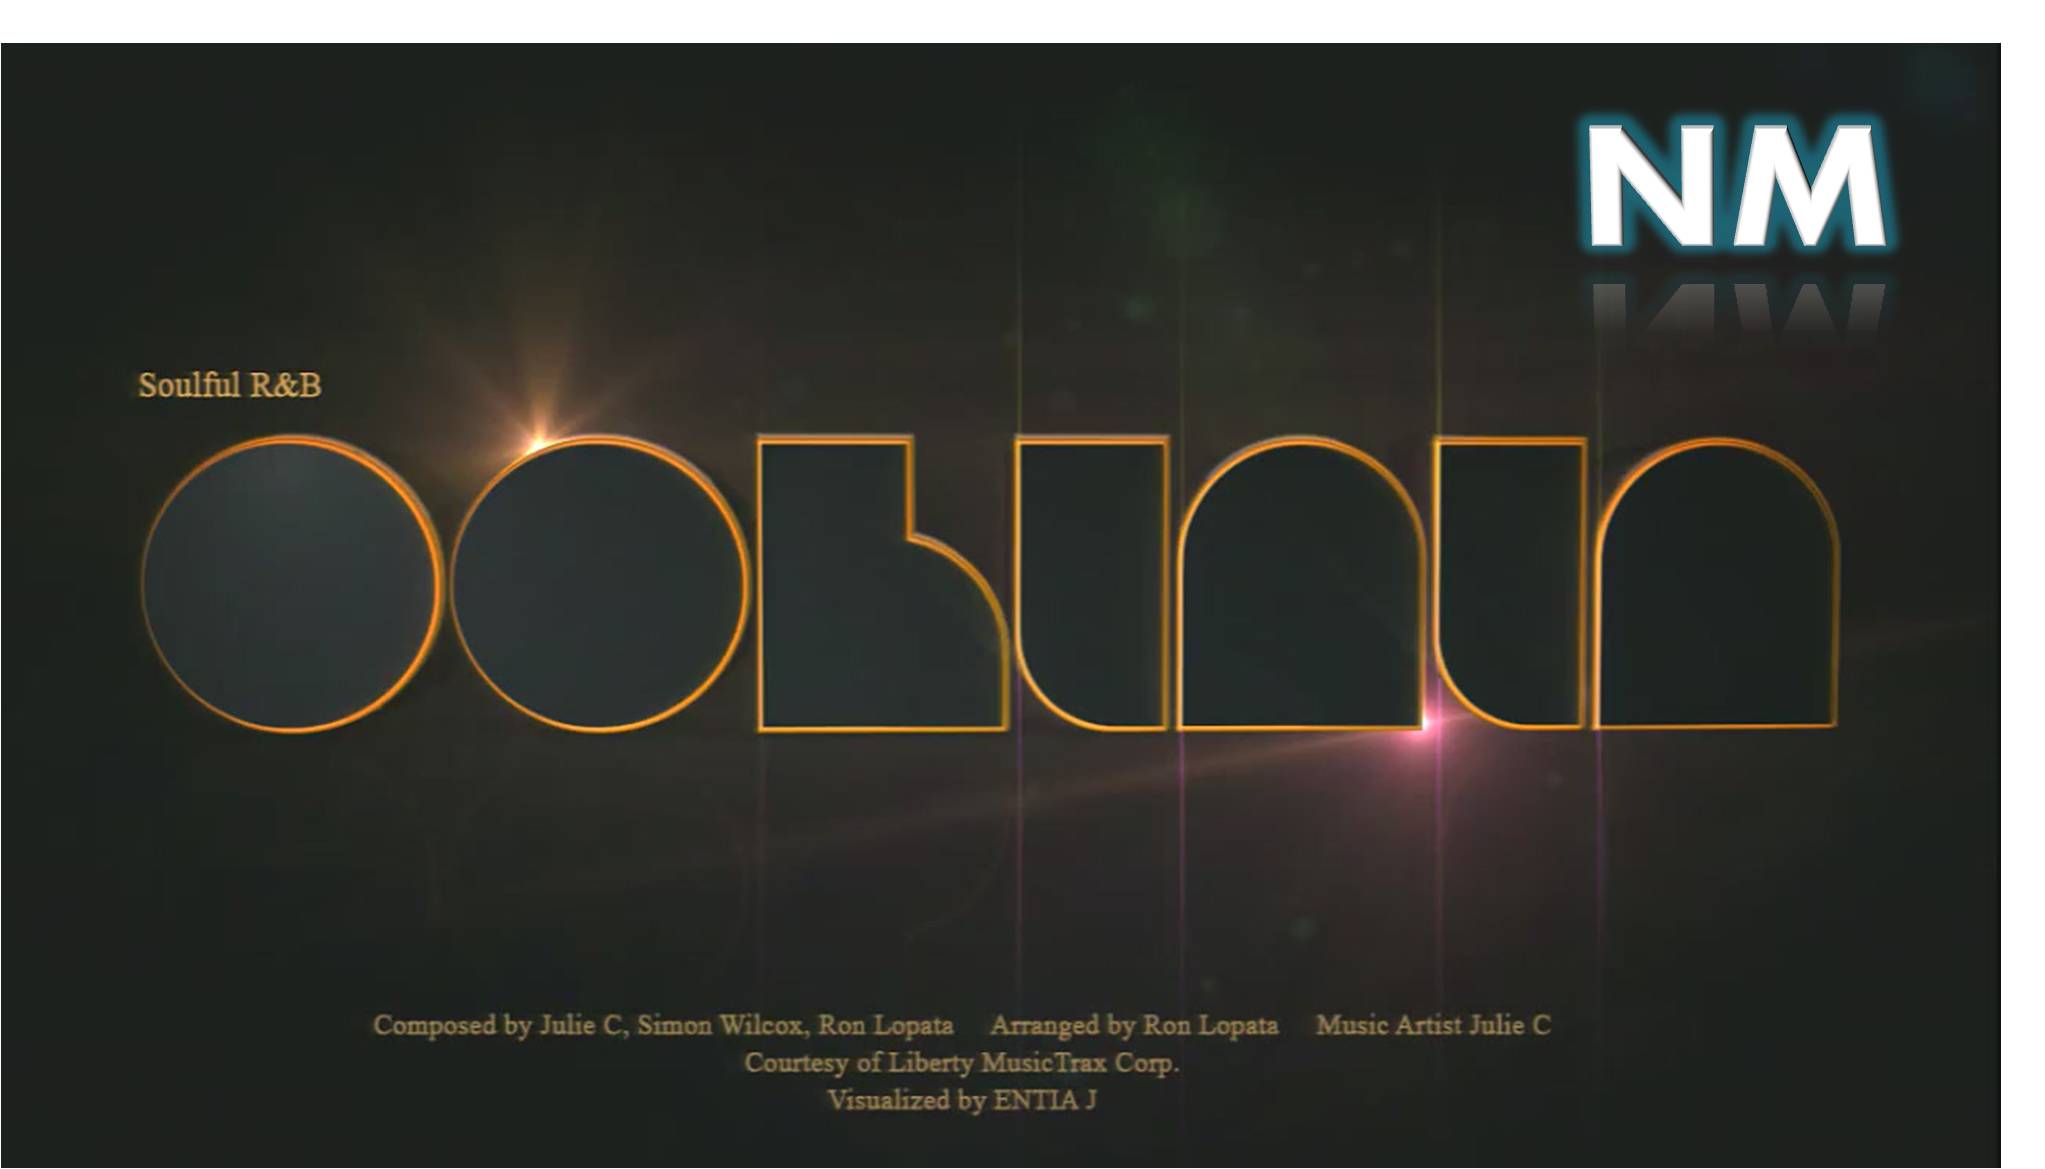 NM
Soulful R&B
oohlala
Composed by Julie C, Simon Wilcox, Ron Lopata Arranged by Ron Lopata Music Artist Julie C
Courtesy of Liberty MusicTrax Corp.
Visualized by ENTIA J